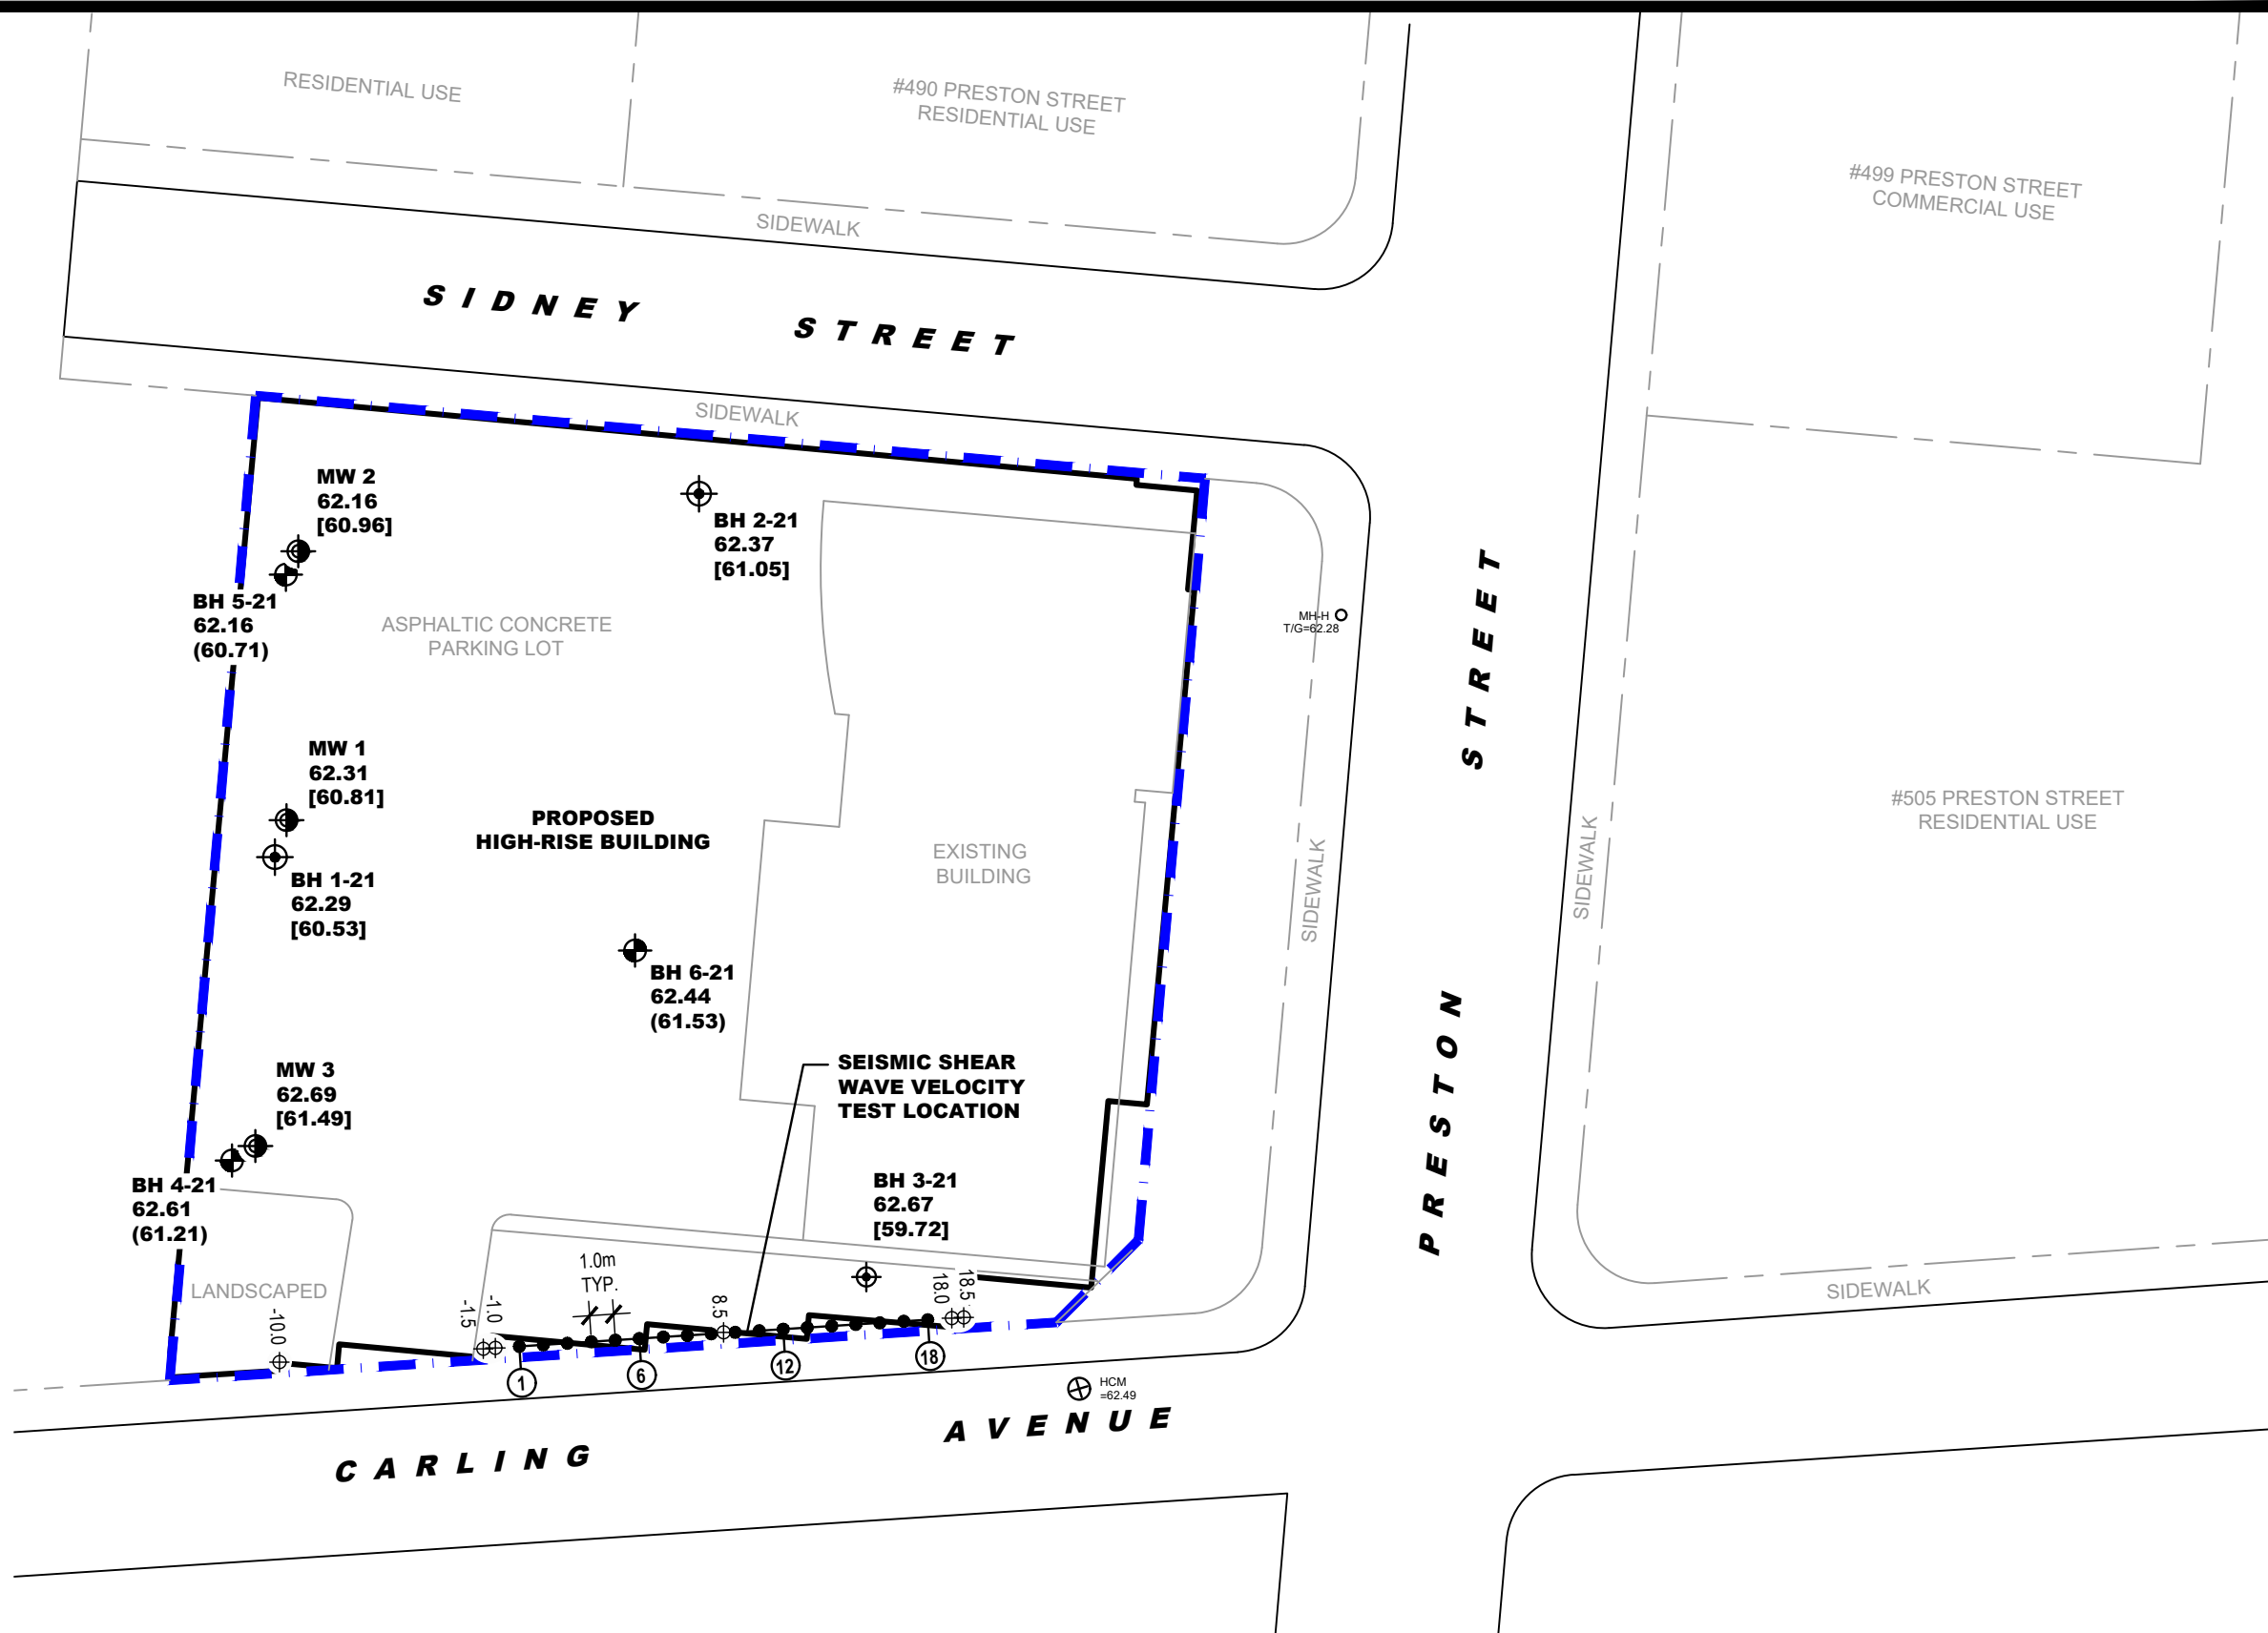 RESIDENTIAL USE
#490 PRESTON STREET
RESIDENTIAL USE
#499 PRESTON STREET
COMMERCIAL USE
SIDEWALK
SIDNEY STREET
SIDEWALK
MW 2
62.16
[60.96]
BH 2-21
62.37
[61.05]
BH 5-21
62.16
(60.71)
ASPHALTIC CONCRETE
PARKING LOT
MH-H
T/G=62.28
MW 1
62.31
[60.81]
PROPOSED
HIGH-RISE BUILDING
EXISTING
BUILDING
#505 PRESTON STREET
RESIDENTIAL USE
SIDEWALK
SIDEWALK
BH 1-21
62.29
[60.53]
BH 6-21
62.44
(61.53)
PRESTON STREET
SEISMIC SHEAR
WAVE VELOCITY
TEST LOCATION
MW 3
62.69
[61.49]
BH 4-21
62.61
(61.21)
BH 3-21
62.67
[59.72]
LANDSCAPED
1.0m
TYP.
-10.0
-1.5
-1.0
8.5
18.0
18.5
SIDEWALK
1
6
12
18
HCM
=62.49
CARLING AVENUE